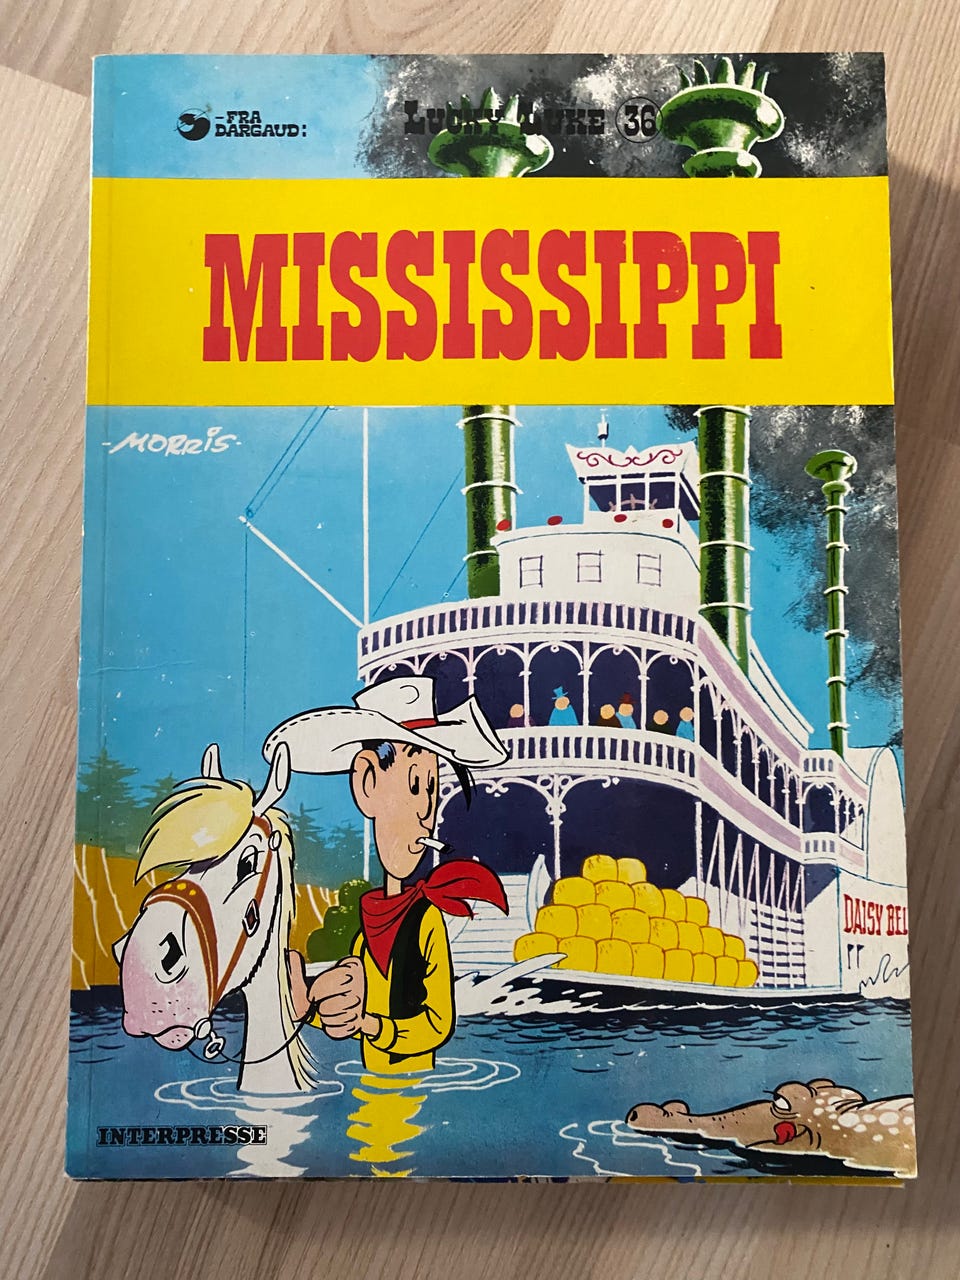 -FRA
DARGAUD:
LUCKY LUKE 36
MISSISSIPPI
-MORRIS-
DAISY BEL
INTERPRESSE